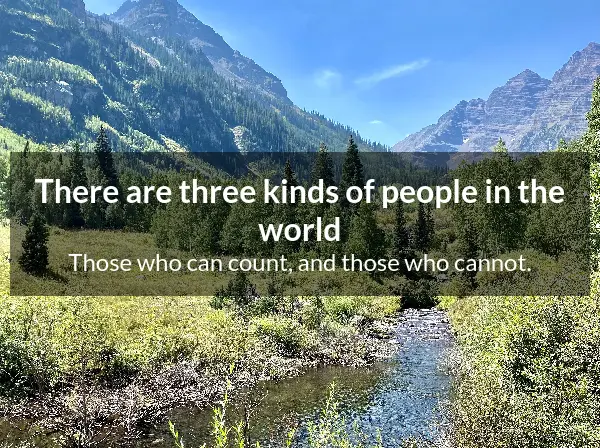 There are three kinds of people in the
world
Those who can count, and those who cannot.